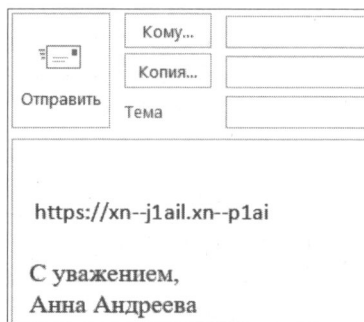 Кому...
Копия...
Отправить
Тема
https://xn--j1ail.xn--p1ai
С уважением,
Анна Андреева